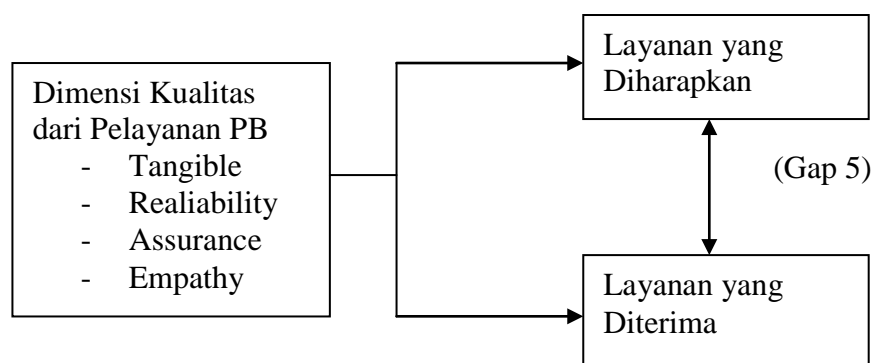 Dimensi Kualitas
dari Pelayanan PB
- Tangible
- Realiability
- Assurance
- Empathy
Layanan yang
Diharapkan
(Gap 5)
Layanan yang
Diterima